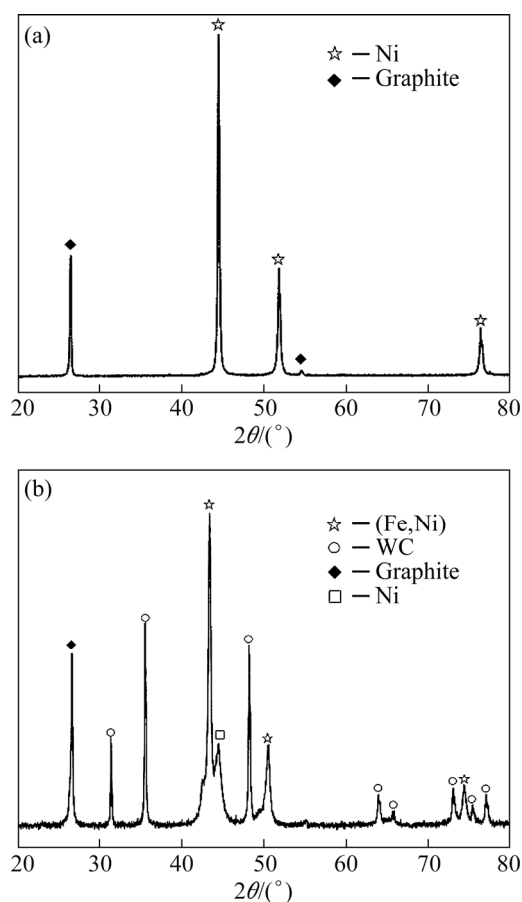 (a)
☆ — Ni
◆ — Graphite
20 30 40 50 60 70 80
2θ/(°)
(b)
☆ — (Fe,Ni)
○ — WC
◆ — Graphite
□ — Ni
20 30 40 50 60 70 80
2θ/(°)